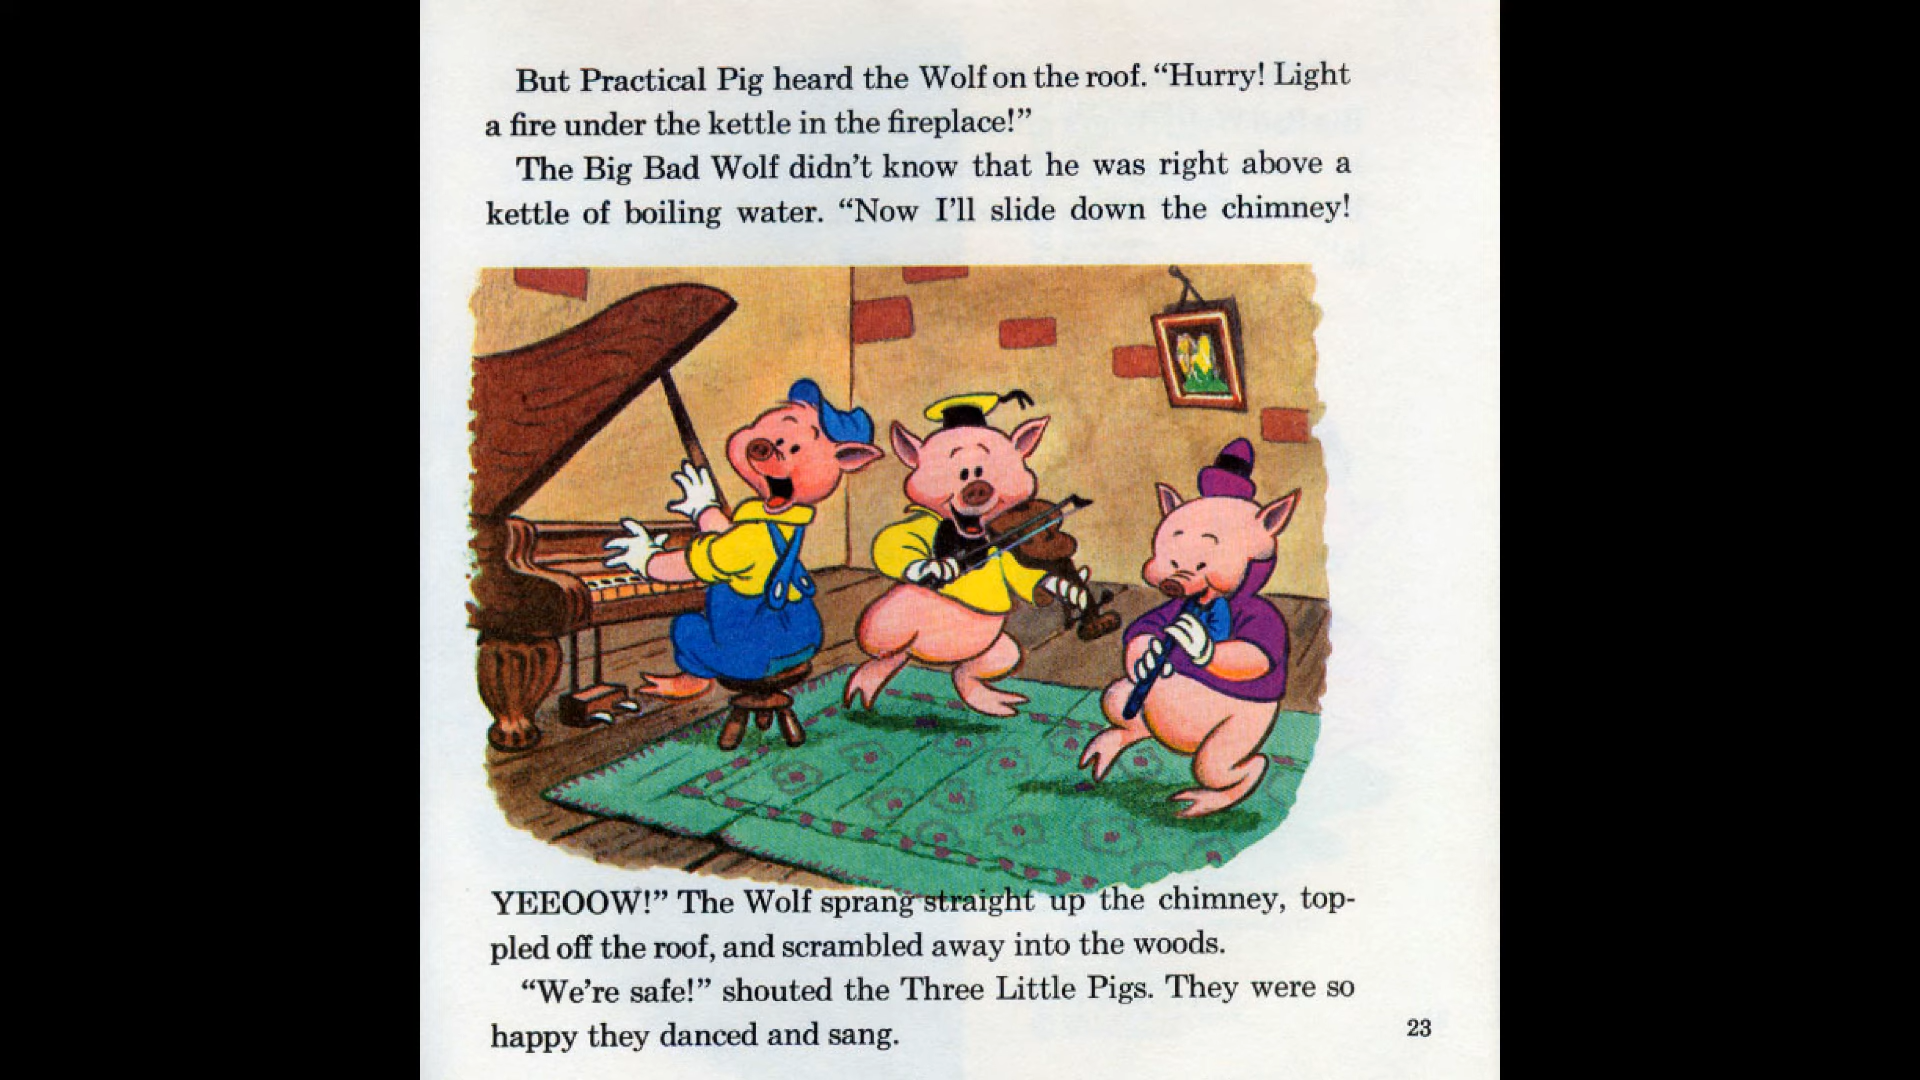 But Practical Pig heard the Wolf on the roof. “Hurry! Light
a fire under the kettle in the fireplace!”
The Big Bad Wolf didn’t know that he was right above a
kettle of boiling water. “Now I’ll slide down the chimney!
YEEOOW!” The Wolf sprang straight up the chimney, top-
pled off the roof, and scrambled away into the woods.
“We’re safe!” shouted the Three Little Pigs. They were so
happy they danced and sang.
23